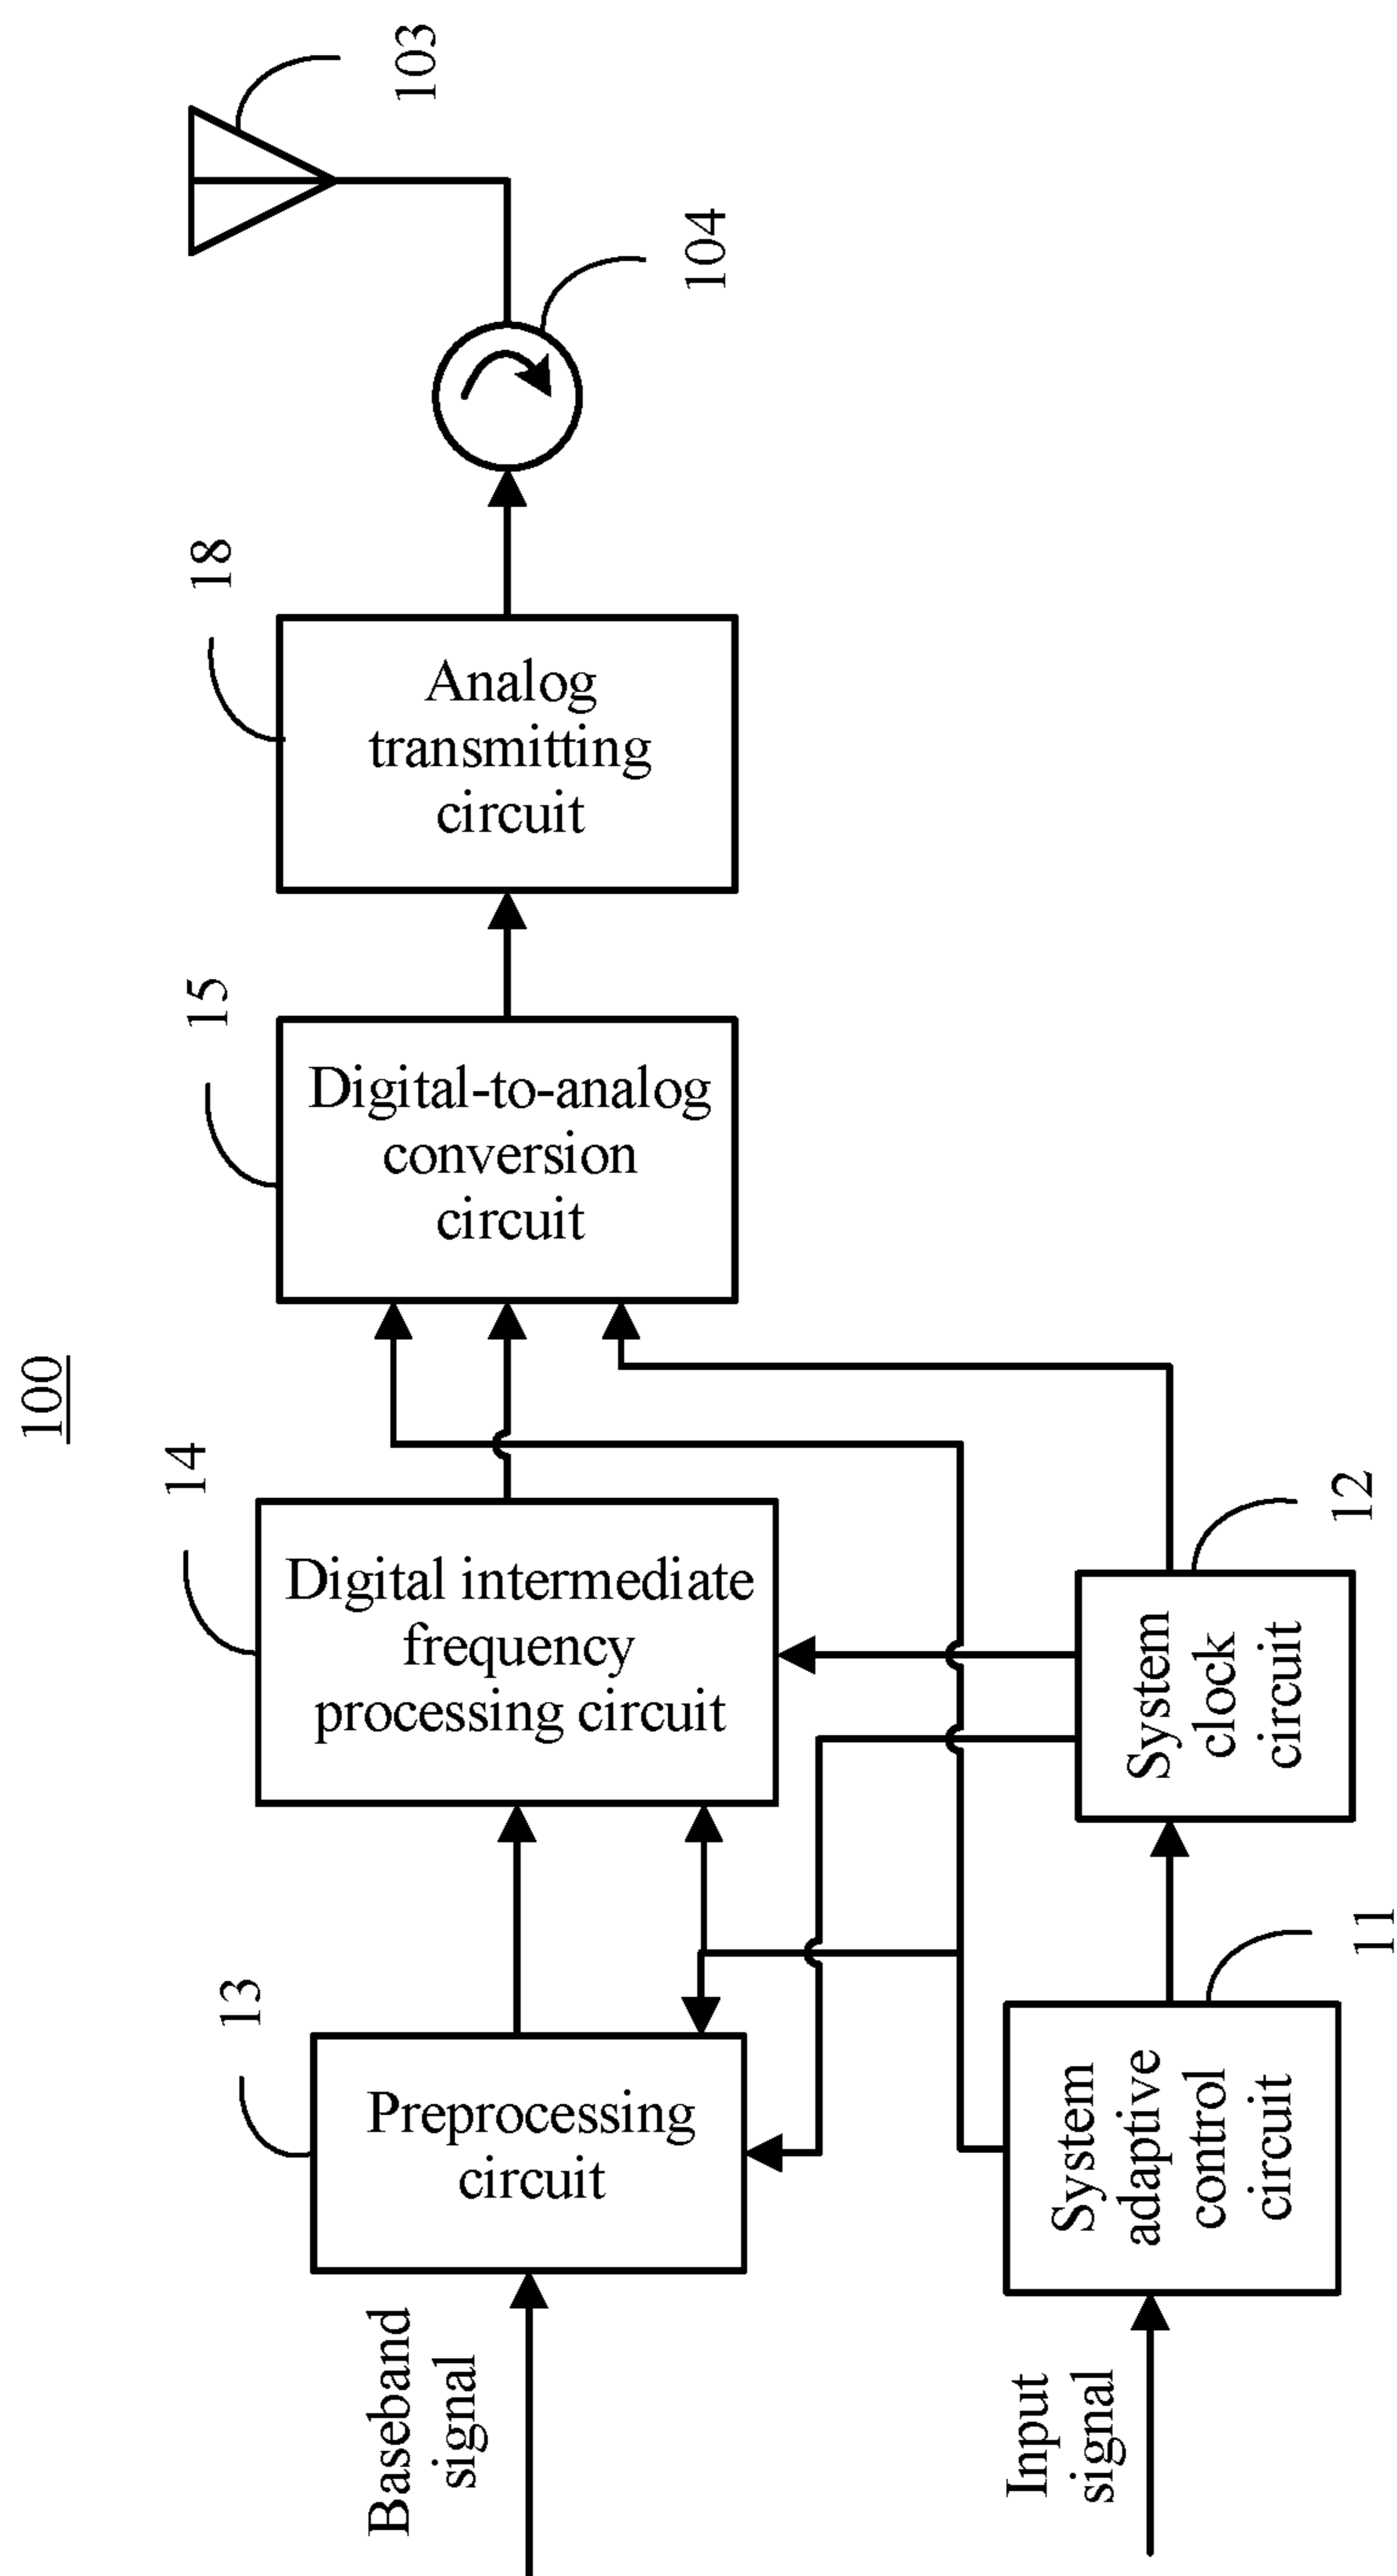 100
103
104
18
Analog
transmitting
circuit
15
Digital-to-analog
conversion
circuit
14
Digital intermediate
frequency
processing circuit
12
System
clock
circuit
13
Preprocessing
circuit
11
System
adaptive
control
circuit
Baseband
signal
Input
signal